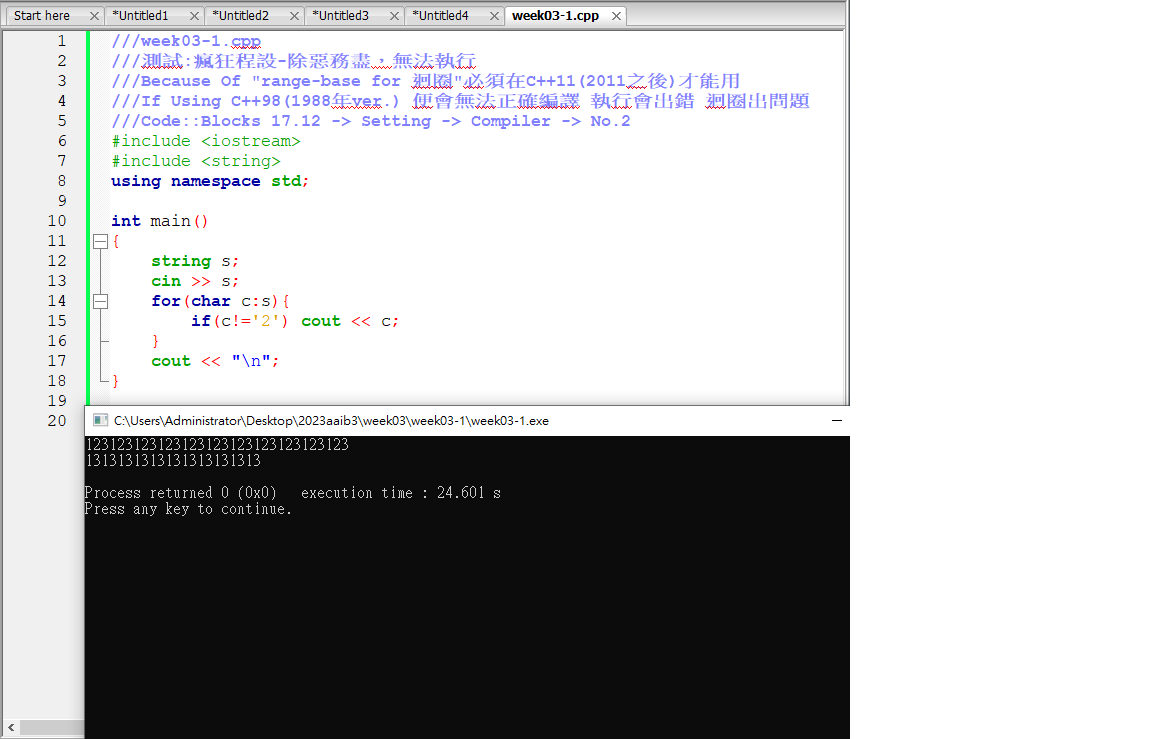 Start here *Untitled1 *Untitled2 *Untitled3 *Untitled4 week03-1.cpp
1 ///week03-1.cpp
2 ///測試:瘋狂程設-除惡務盡，無法執行
3 ///Because Of "range-base for 迴圈"必須在C++11(2011之後)才能用
4 ///If Using C++98(1988年ver.) 便會無法正確編譯 執行會出錯 迴圈出問題
5 ///Code::Blocks 17.12 -> Setting -> Compiler -> No.2
6 #include <iostream>
7 #include <string>
8 using namespace std;
9
10 int main()
11 {
12 string s;
13 cin >> s;
14 for(char c:s){
15 if(c!='2') cout << c;
16 }
17 cout << "\n";
18 }
19
20
C:\Users\Administrator\Desktop\2023aaib3\week03\week03-1\week03-1.exe
123123123123123123123123123123123
1313131313131313131313
Process returned 0 (0x0) execution time : 24.601 s
Press any key to continue.